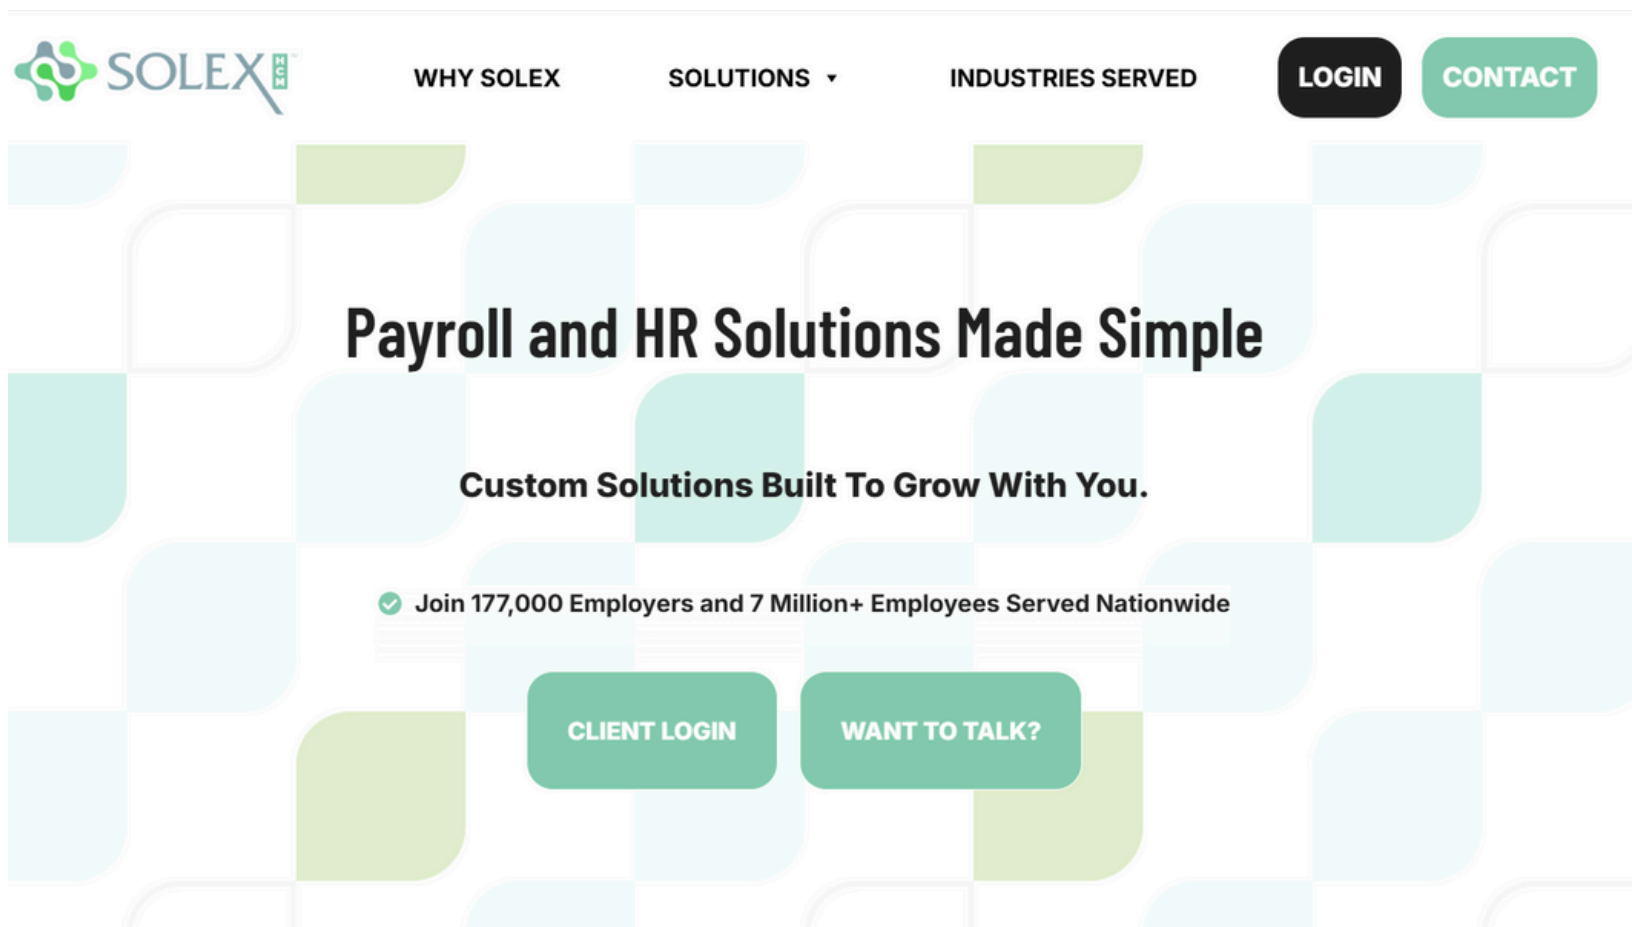 SOLEX HCM
WHY SOLEX
SOLUTIONS
INDUSTRIES SERVED
LOGIN
CONTACT
Payroll and HR Solutions Made Simple
Custom Solutions Built To Grow With You.
Join 177,000 Employers and 7 Million+ Employees Served Nationwide
CLIENT LOGIN
WANT TO TALK?